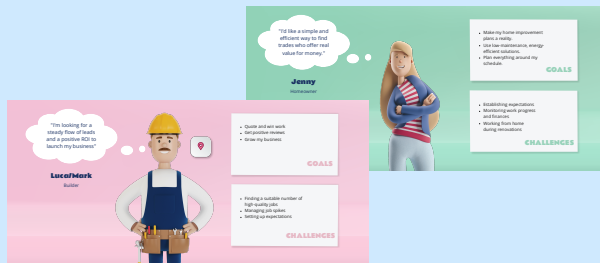 "I'd like a simple and
efficient way to find
trades who offer real
value for money."
Jenny
Homeowner
• Make my home improvement
plans a reality.
• Use low-maintenance, energy-
efficient solutions.
• Plan everything around my
schedule.
GOALS
• Establishing expectations
• Monitoring work progress
and finances
• Working from home
during renovations
CHALLENGES
"I'm looking for a
steady flow of leads
and a positive ROI to
launch my business"
Luca/Mark
Builder
• Quote and win work
• Get positive reviews
• Grow my business
GOALS
• Finding a suitable number of
high-quality jobs
• Managing job spikes
• Setting up expectations
CHALLENGES